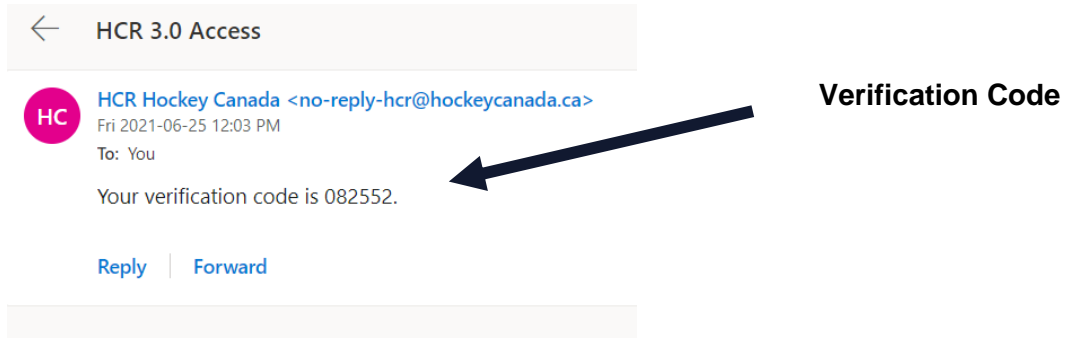 HCR 3.0 Access
HC
HCR Hockey Canada <no-reply-hcr@hockeycanada.ca>
Fri 2021-06-25 12:03 PM
To: You
Your verification code is 082552.
Reply Forward
Verification Code